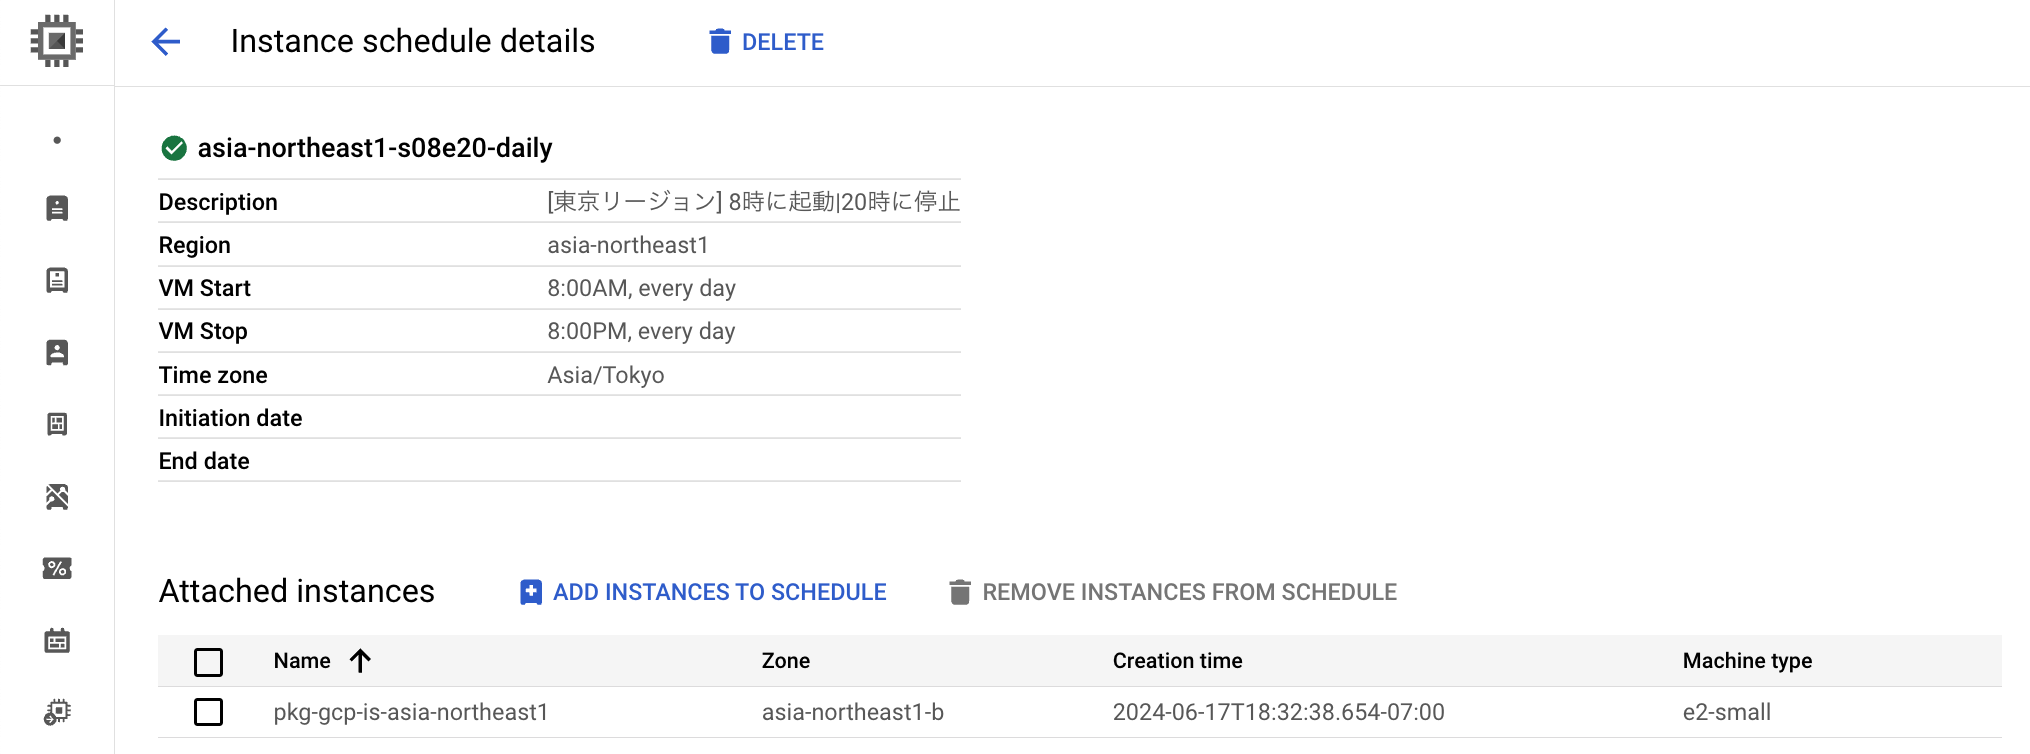 Instance schedule details DELETE
asia-northeast1-s08e20-daily
Description [東京リージョン] 8時に起動|20時に停止
Region asia-northeast1
VM Start 8:00AM, every day
VM Stop 8:00PM, every day
Time zone Asia/Tokyo
Initiation date
End date
Attached instances ADD INSTANCES TO SCHEDULE REMOVE INSTANCES FROM SCHEDULE
Name Zone Creation time Machine type
pkg-gcp-is-asia-northeast1 asia-northeast1-b 2024-06-17T18:32:38.654-07:00 e2-small